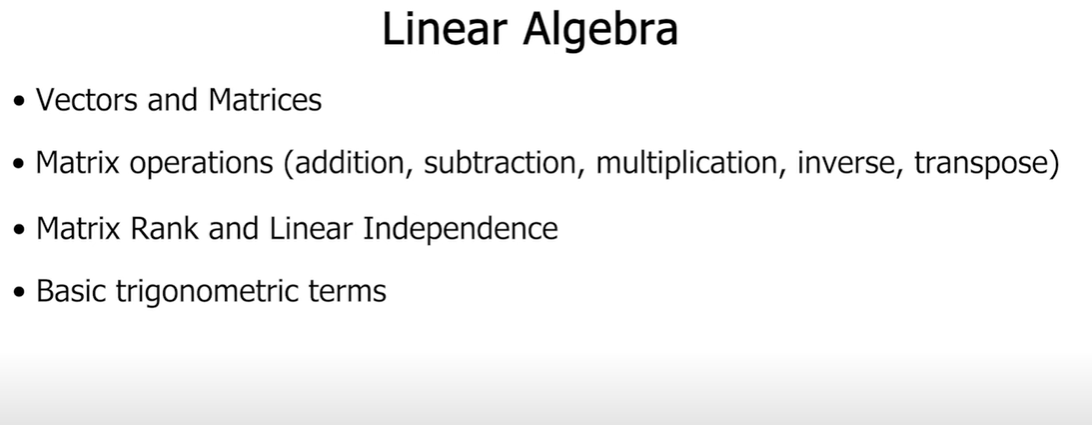 Linear Algebra
• Vectors and Matrices
• Matrix operations (addition, subtraction, multiplication, inverse, transpose)
• Matrix Rank and Linear Independence
• Basic trigonometric terms